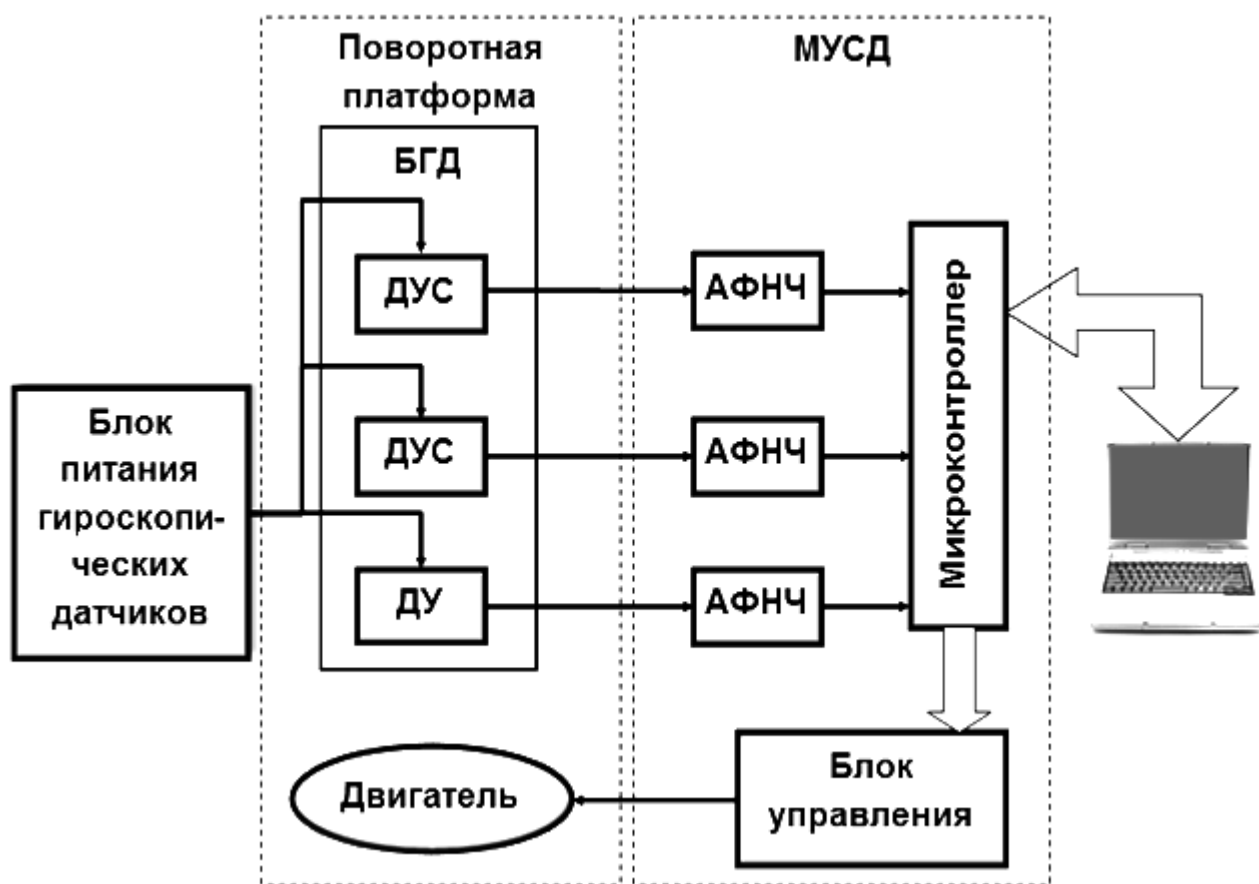 Поворотная
платформа
МУСД
БГД
ДУС
АФНЧ
Микроконтроллер
ДУС
АФНЧ
Блок
питания
гироскопи-
ческих
датчиков
ДУ
АФНЧ
Двигатель
Блок
управления